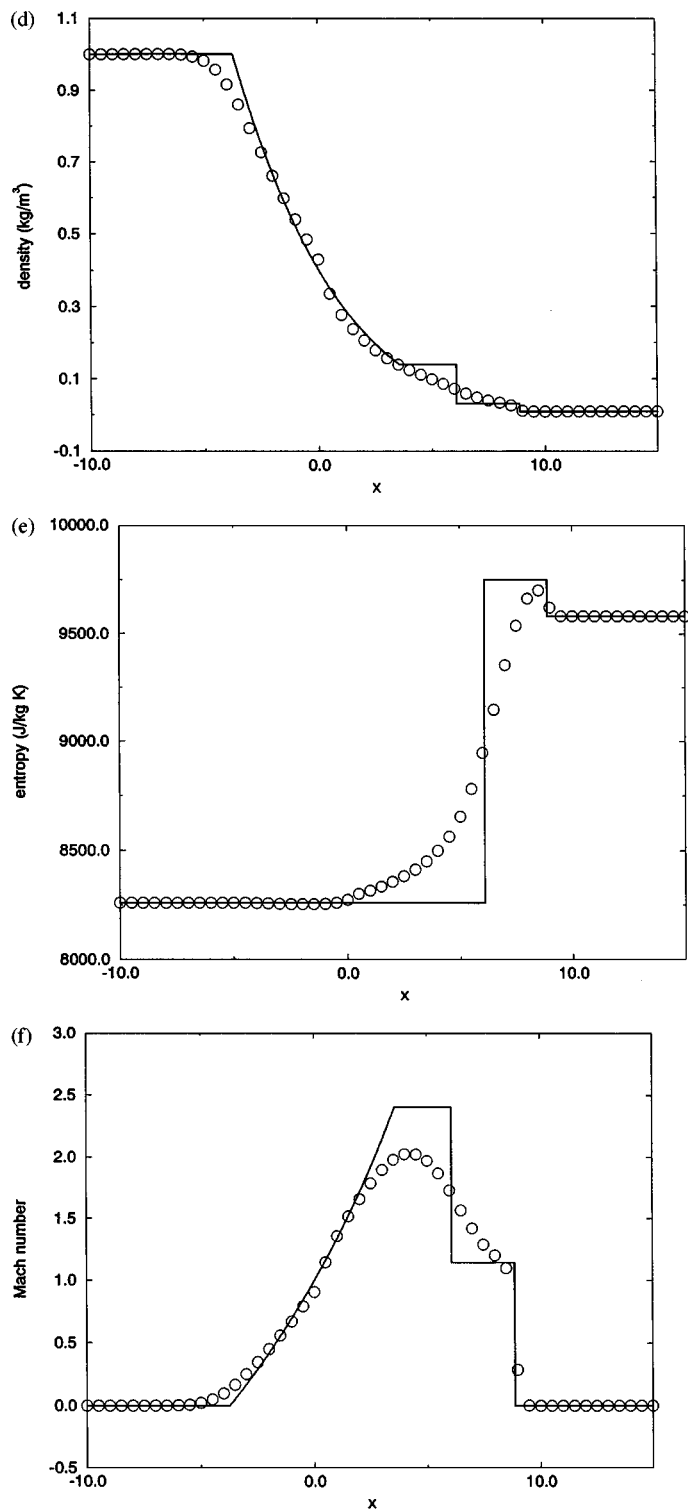 (d)
1.1
0.9
0.7
0.5
0.3
0.1
-0.1
density (kg/m³)
-10.0 0.0 10.0
x
(e)
10000.0
9500.0
9000.0
8500.0
8000.0
entropy (J/kg K)
-10.0 0.0 10.0
x
(f)
3.0
2.5
2.0
1.5
1.0
0.5
0.0
-0.5
Mach number
-10.0 0.0 10.0
x